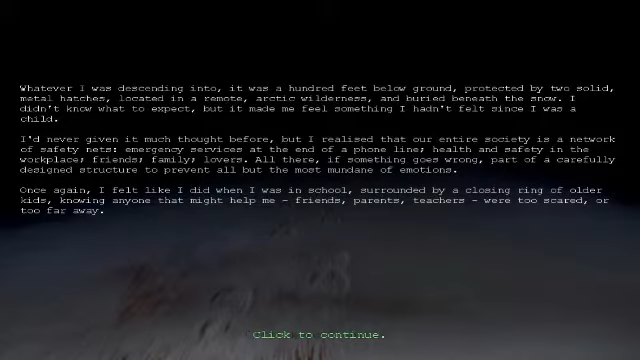 Whatever I was descending into, it was a hundred feet below ground, protected by two solid,
metal hatches, located in a remote, arctic wilderness, and buried beneath the snow. I
didn't know what to expect, but it made me feel something I hadn't felt since I was a
child.
I'd never given it much thought before, but I realised that our entire society is a network
of safety nets: emergency services at the end of a phone line; health and safety in the
workplace; friends; family; lovers. All there, if something goes wrong, part of a carefully
designed structure to prevent all but the most mundane of emotions.
Once again, I felt like I did when I was in school, surrounded by a closing ring of older
kids, knowing anyone that might help me - friends, parents, teachers - were too scared, or
too far away.
Click to continue.